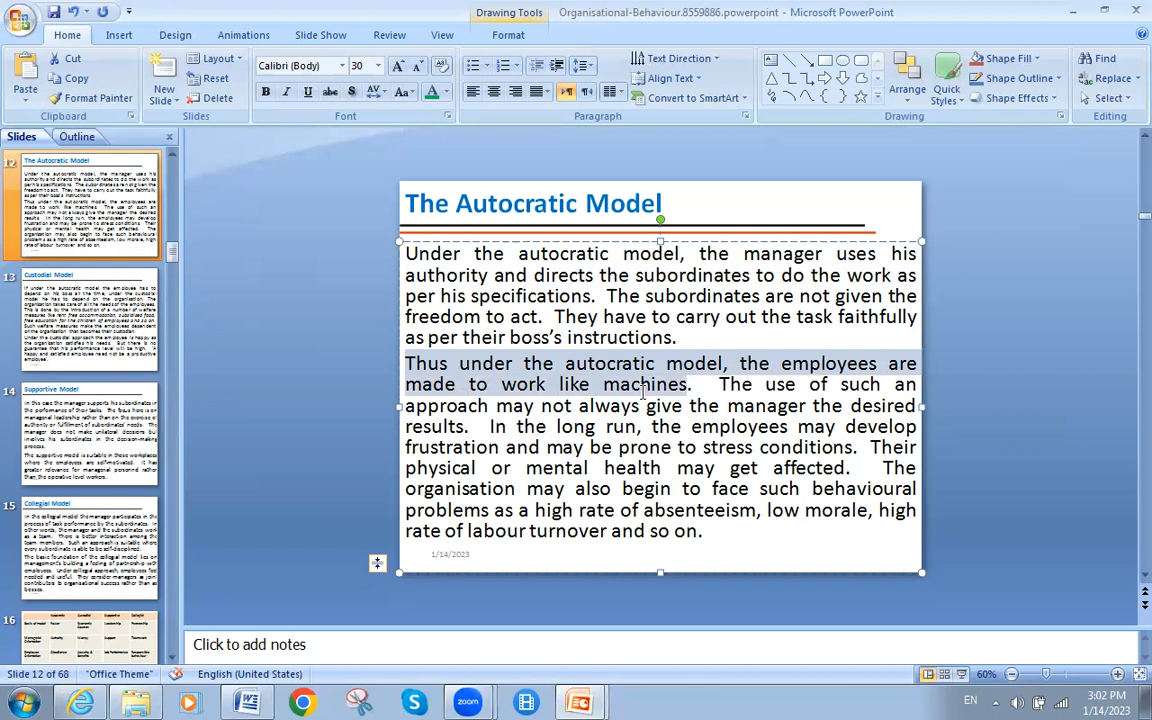 Drawing Tools
Organisational-Behaviour.8559886.powerpoint - Microsoft PowerPoint
Home Insert Design Animations Slide Show Review View Format
Cut
Copy
Format Painter
Paste
Clipboard
New Slide
Layout
Reset
Delete
Slides
Calibri (Body) 30
B I U abc S AV Aa A
Font
Text Direction
Align Text
Convert to SmartArt
Paragraph
Arrange
Quick Styles
Shape Fill
Shape Outline
Shape Effects
Drawing
Find
Replace
Select
Editing
Slides Outline
12
The Autocratic Model
13
Custodial Model
14
Supportive Model
15
Collegial Model
16
The Autocratic Model
Under the autocratic model, the manager uses his
authority and directs the subordinates to do the work as
per his specifications. The subordinates are not given the
freedom to act. They have to carry out the task faithfully
as per their boss’s instructions.
Thus under the autocratic model, the employees are
made to work like machines. The use of such an
approach may not always give the manager the desired
results. In the long run, the employees may develop
frustration and may be prone to stress conditions. Their
physical or mental health may get affected. The
organisation may also begin to face such behavioural
problems as a high rate of absenteeism, low morale, high
rate of labour turnover and so on.
1/14/2023
Click to add notes
Slide 12 of 68 "Office Theme" English (United States) 60%
zoom
EN
3:02 PM
1/14/2023